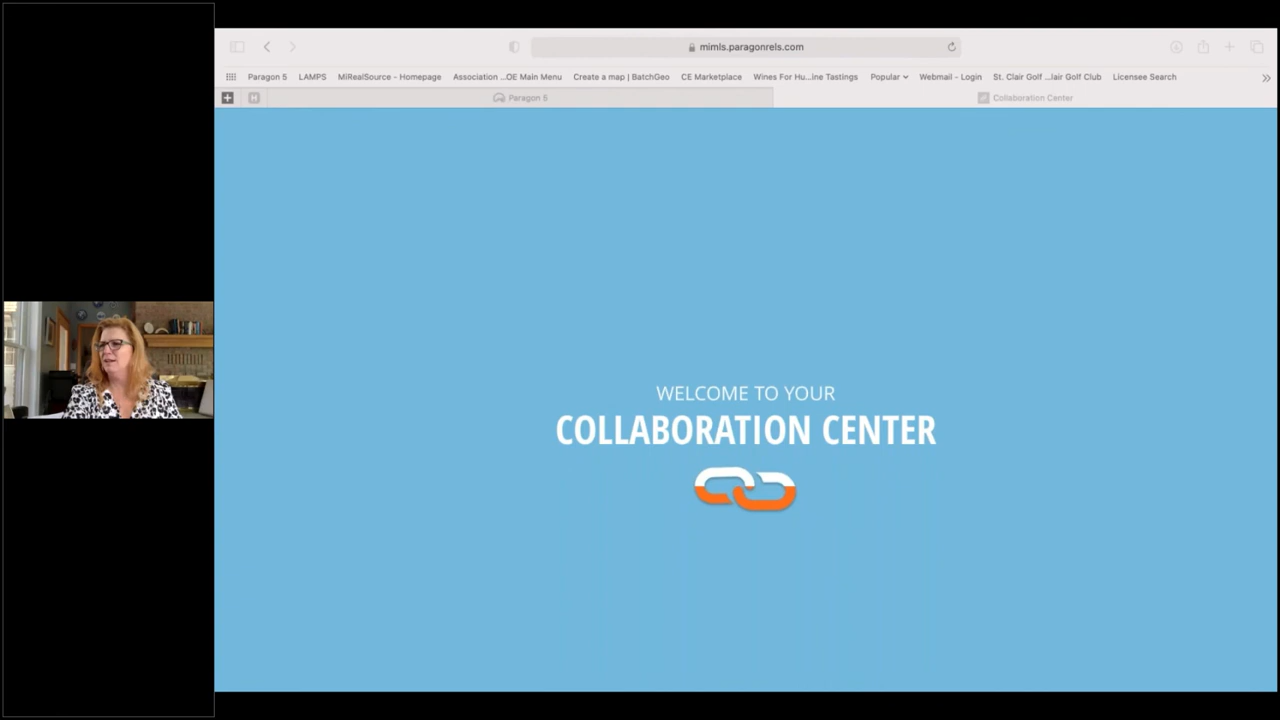 mimls.paragonrels.com
Paragon 5
LAMPS
MiRealSource - Homepage
Association ...OE Main Menu
Create a map | BatchGeo
CE Marketplace
Wines For Hu...ine Tastings
Popular
Webmail - Login
St. Clair Golf ...lair Golf Club
Licensee Search
H
Paragon 5
Collaboration Center
WELCOME TO YOUR
COLLABORATION CENTER